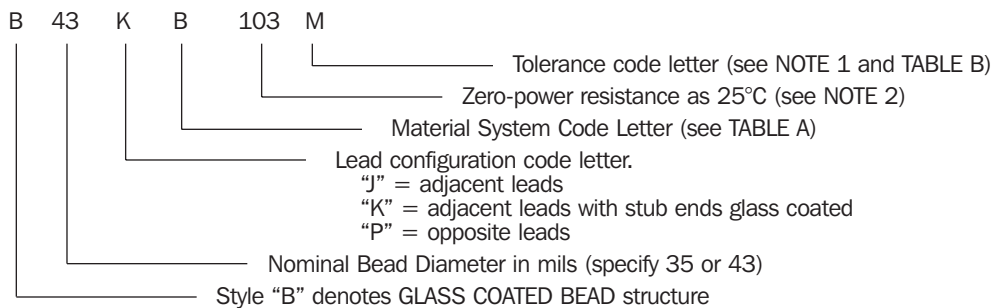 B 43 K B 103 M
Tolerance code letter (see NOTE 1 and TABLE B)
Zero-power resistance as 25°C (see NOTE 2)
Material System Code Letter (see TABLE A)
Lead configuration code letter.
“J” = adjacent leads
“K” = adjacent leads with stub ends glass coated
“P” = opposite leads
Nominal Bead Diameter in mils (specify 35 or 43)
Style “B” denotes GLASS COATED BEAD structure